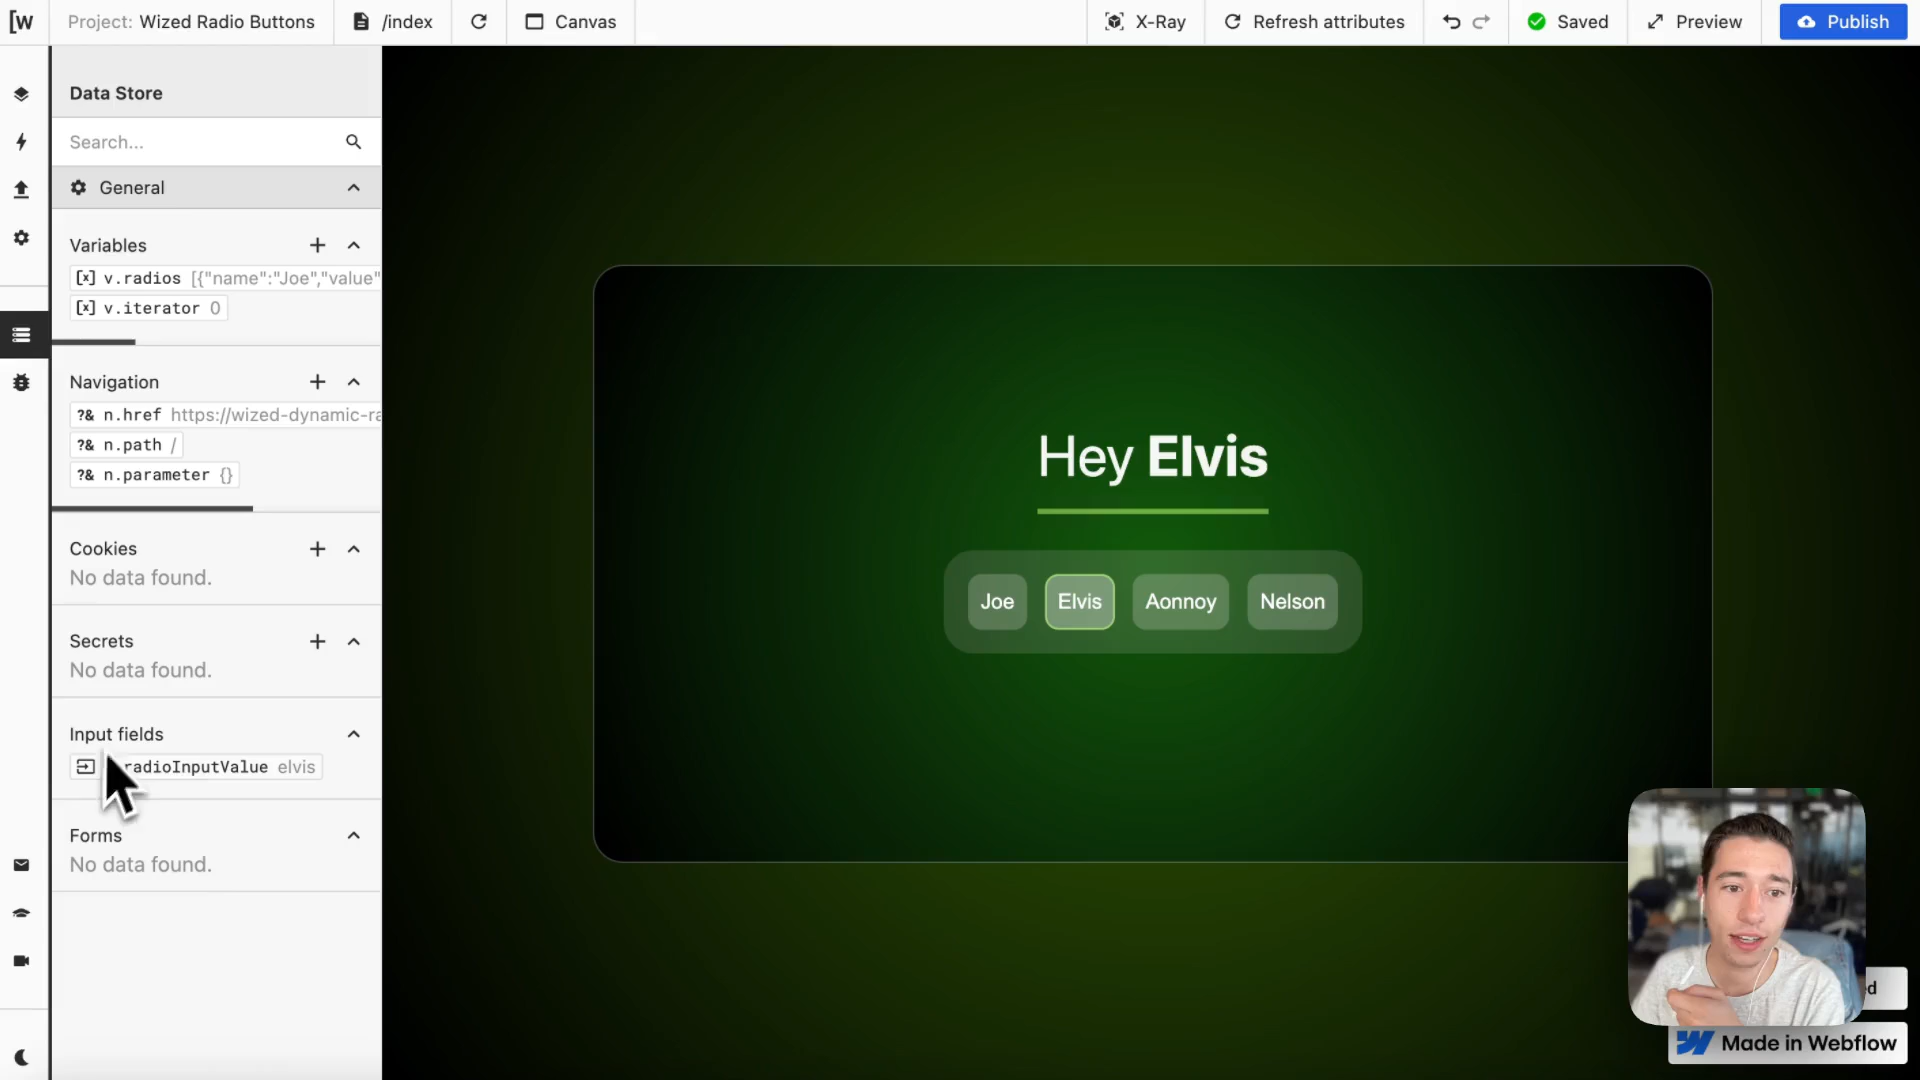 [w
Project: Wized Radio Buttons
/index
Canvas
X-Ray
Refresh attributes
Saved
Preview
Publish
Data Store
Search...
General
Variables
[x] v.radios [{"name":"Joe","value"
[x] v.iterator 0
Navigation
?& n.href https://wized-dynamic-ra
?& n.path /
?& n.parameter {}
Cookies
No data found.
Secrets
No data found.
Input fields
radioInputValue elvis
Forms
No data found.
Hey Elvis
Joe
Elvis
Aonnoy
Nelson
Made in Webflow